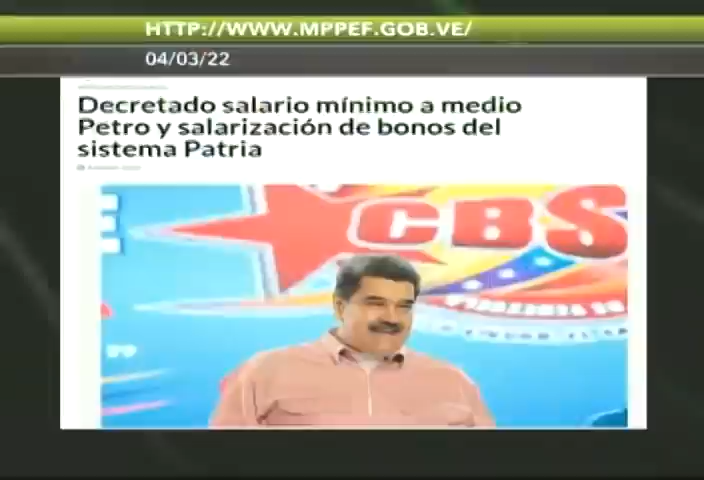 HTTP://WWW.MPPEF.GOB.VE/
04/03/22
Decretado salario mínimo a medio
Petro y salarización de bonos del
sistema Patria
CBS